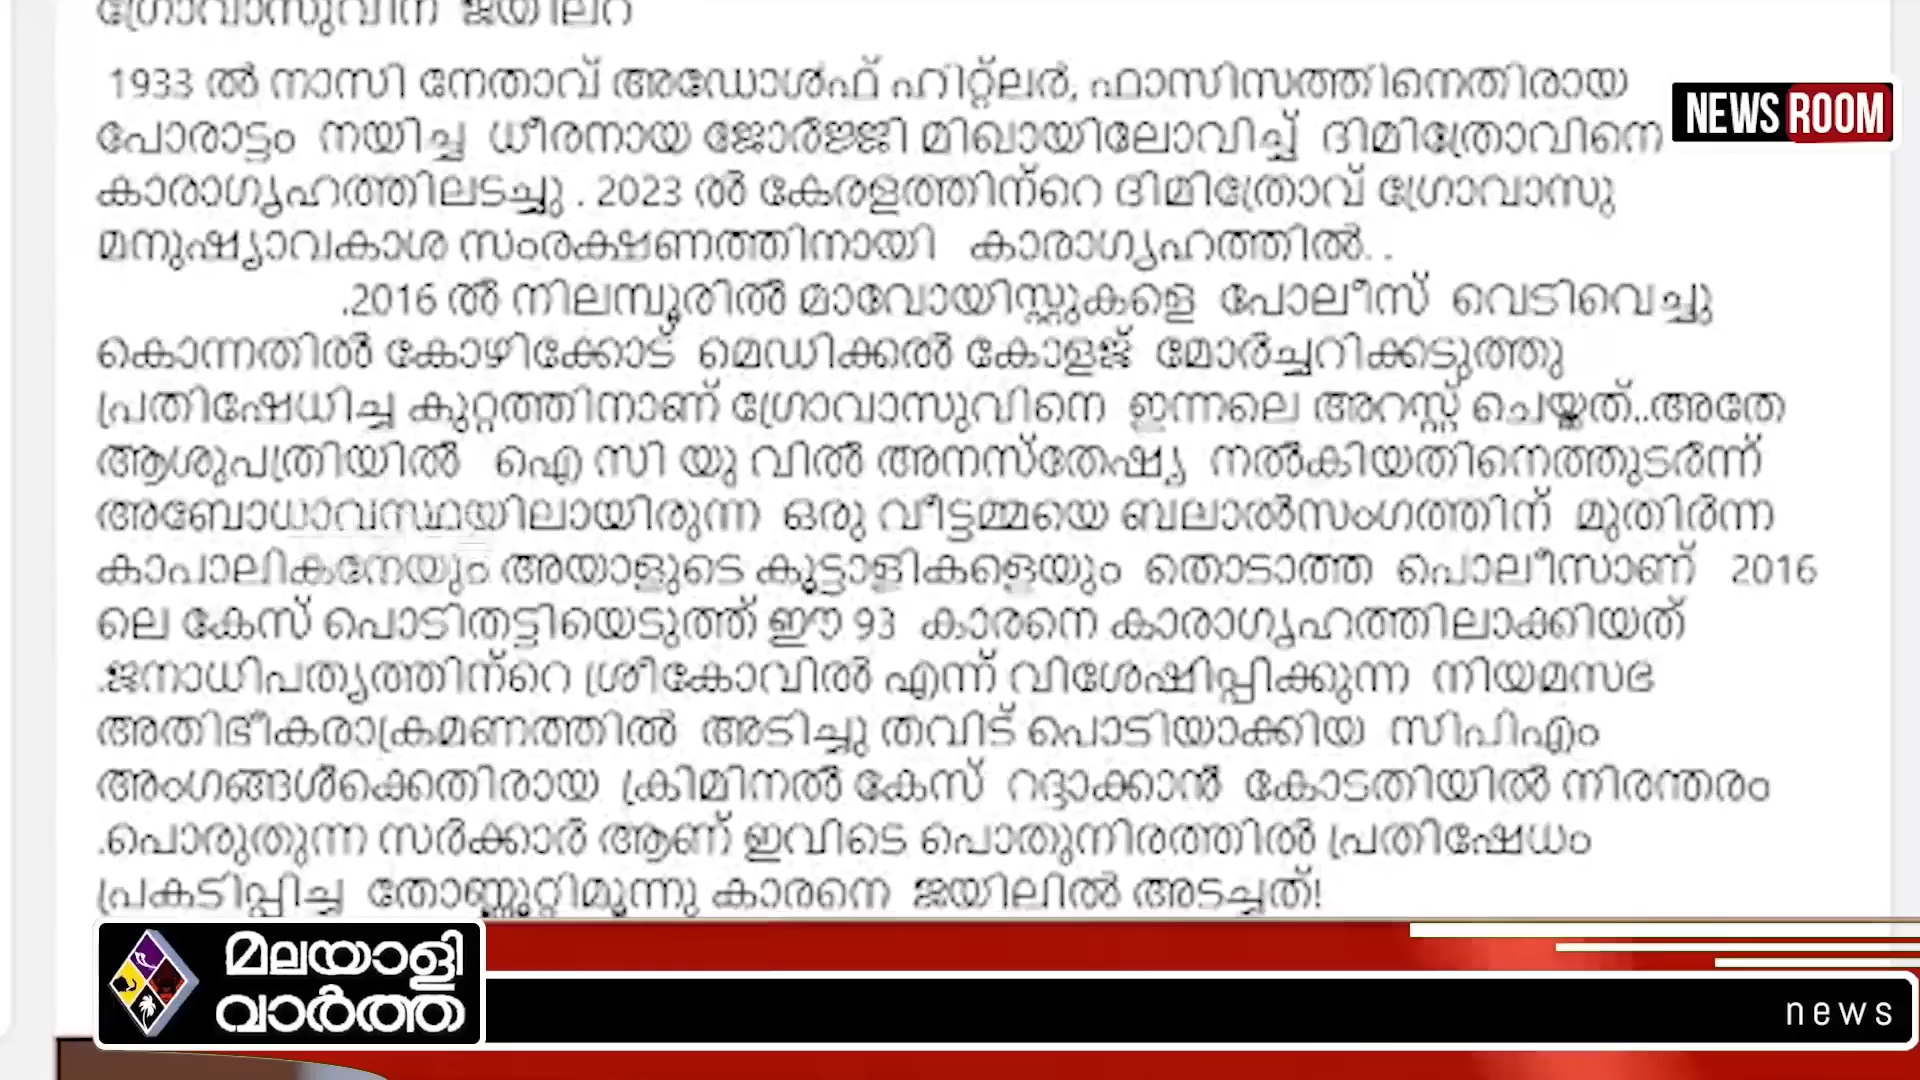 ഗ്രോവാസുവിന് ജയിലറ
1933 ൽ നാസി നേതാവ് അഡോൾഫ് ഹിറ്റ്ലർ, ഫാസിസത്തിനെതിരായ
പോരാട്ടം നയിച്ച ധീരനായ ജോർജ്ജി മിഖായിലോവിച്ച് ദിമിത്രോവിനെ
കാരാഗൃഹത്തിലടച്ചു . 2023 ൽ കേരളത്തിന്റെ ദിമിത്രോവ് ഗ്രോവാസു
മനുഷ്യാവകാശ സംരക്ഷണത്തിനായി കാരാഗൃഹത്തിൽ. .
.2016 ൽ നിലമ്പൂരിൽ മാവോയിസ്റ്റുകളെ പോലീസ് വെടിവെച്ചു
കൊന്നതിൽ കോഴിക്കോട് മെഡിക്കൽ കോളജ് മോർച്ചറിക്കടുത്തു
പ്രതിഷേധിച്ച കുറ്റത്തിനാണ് ഗ്രോവാസുവിനെ ഇന്നലെ അറസ്റ്റ് ചെയ്തത്..അതേ
ആശുപത്രിയിൽ ഐ സി യു വിൽ അനസ്തേഷ്യ നൽകിയതിനെത്തുടർന്ന്
അബോധാവസ്ഥയിലായിരുന്ന ഒരു വീട്ടമ്മയെ ബലാൽസംഗത്തിന് മുതിർന്ന
കാപാലികനേയും അയാളുടെ കൂട്ടാളികളെയും തൊടാത്ത പൊലീസാണ് 2016
ലെ കേസ് പൊടിതട്ടിയെടുത്ത് ഈ 93 കാരനെ കാരാഗൃഹത്തിലാക്കിയത്
.ജനാധിപത്യത്തിന്റെ ശ്രീകോവിൽ എന്ന് വിശേഷിപ്പിക്കുന്ന നിയമസഭ
അതിഭീകരാക്രമണത്തിൽ അടിച്ചു തവിട് പൊടിയാക്കിയ സിപിഎം
അംഗങ്ങൾക്കെതിരായ ക്രിമിനൽ കേസ് റദ്ദാക്കാൻ കോടതിയിൽ നിരന്തരം
.പൊരുതുന്ന സർക്കാർ ആണ് ഇവിടെ പൊതുനിരത്തിൽ പ്രതിഷേധം
പ്രകടിപ്പിച്ച തോണ്ണൂറ്റിമൂന്നു കാരനെ ജയിലിൽ അടച്ചത്!
NEWS ROOM
മലയാളി
വാർത്ത
news